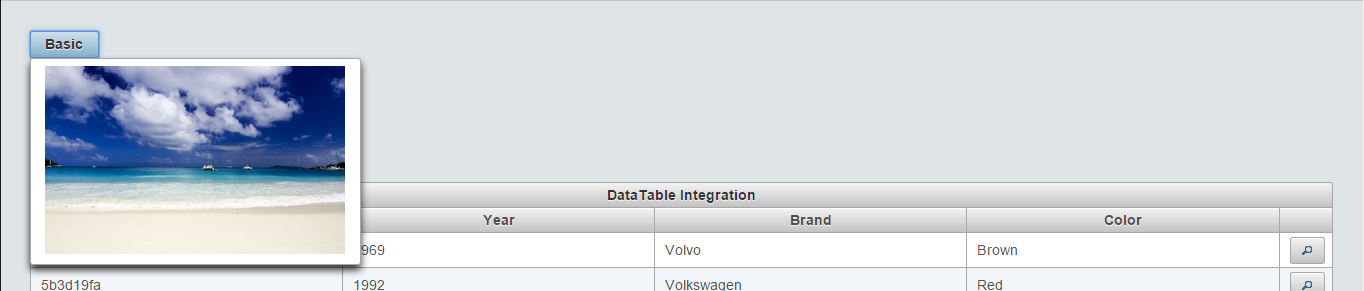 Basic
DataTable Integration
Year Brand Color
969 Volvo Brown
5b3d19fa 1992 Volkswagen Red